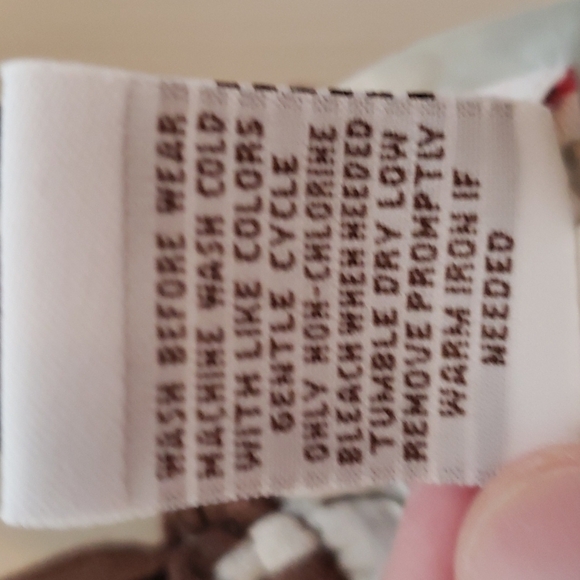 WASH BEFORE WEAR
MACHINE WASH COLD
WITH LIKE COLORS
GENTLE CYCLE
ONLY NON-CHLORINE
BLEACH WHEN NEEDED
TUMBLE DRY LOW
REMOVE PROMPTLY
WARM IRON IF
NEEDED